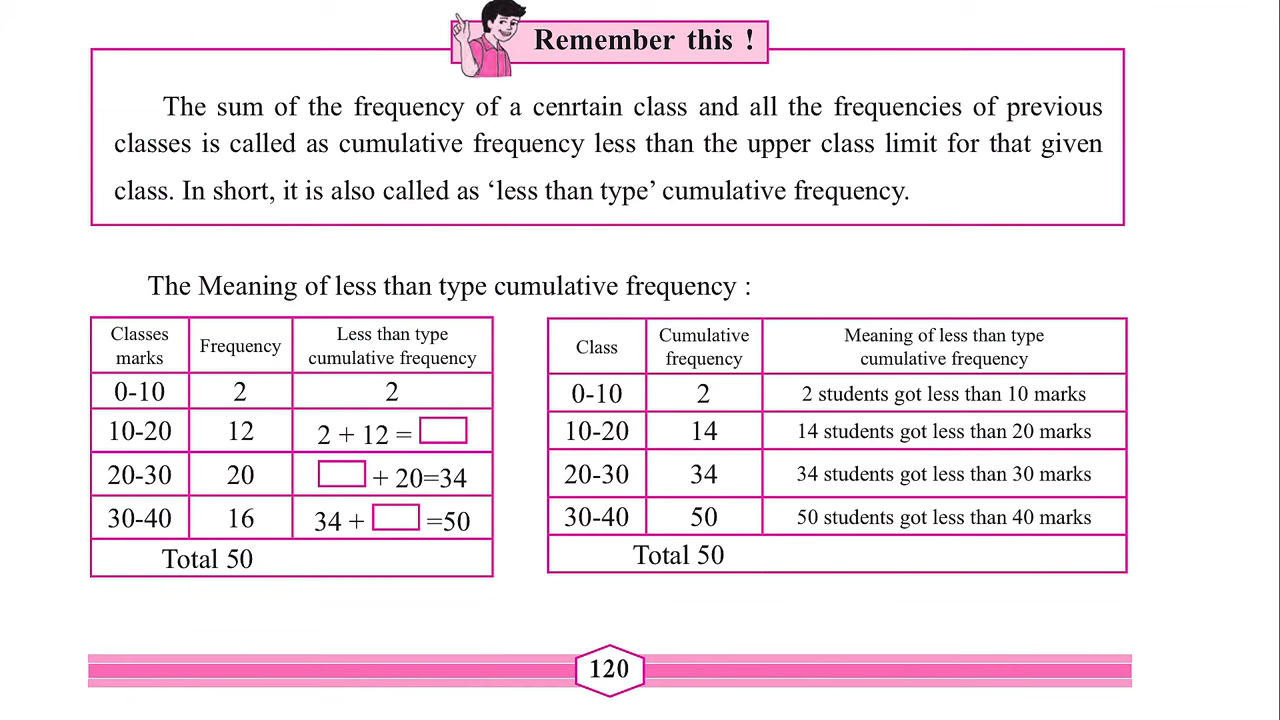 Remember this !
The sum of the frequency of a cenrtain class and all the frequencies of previous
classes is called as cumulative frequency less than the upper class limit for that given
class. In short, it is also called as ‘less than type’ cumulative frequency.
The Meaning of less than type cumulative frequency :
Classes marks Frequency Less than type cumulative frequency
0-10 2 2
10-20 12 2 + 12 =
20-30 20 + 20=34
30-40 16 34 + =50
Total 50
Class Cumulative frequency Meaning of less than type cumulative frequency
0-10 2 2 students got less than 10 marks
10-20 14 14 students got less than 20 marks
20-30 34 34 students got less than 30 marks
30-40 50 50 students got less than 40 marks
Total 50
120